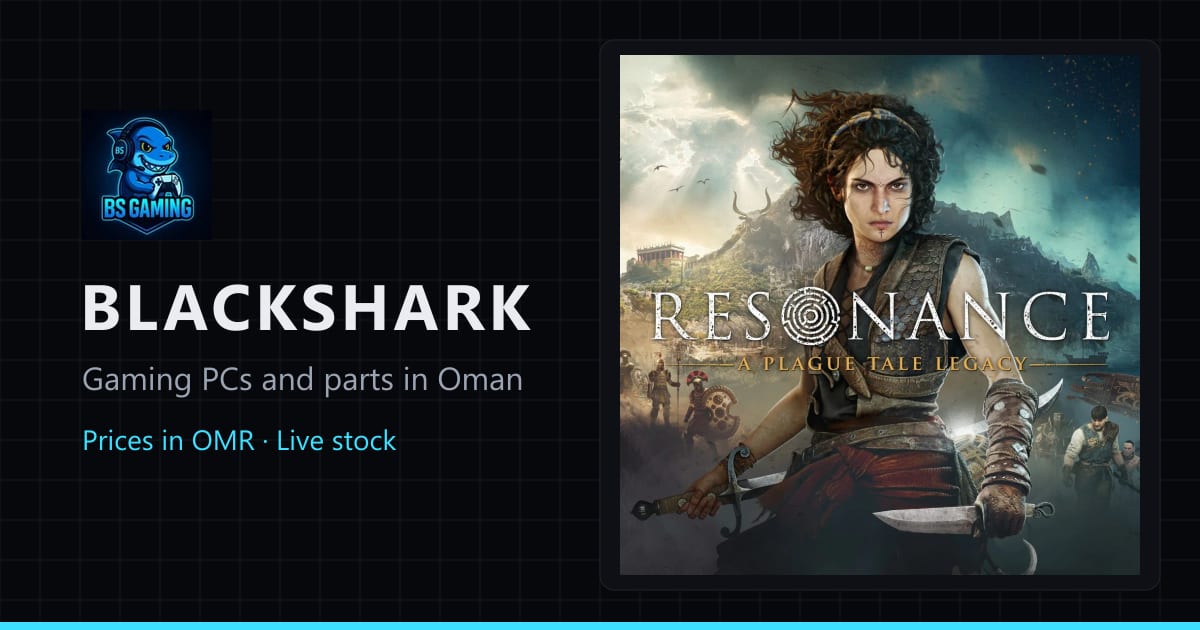 BS
BS GAMING
BLACKSHARK
Gaming PCs and parts in Oman
Prices in OMR · Live stock
RESONANCE
A PLAGUE TALE LEGACY